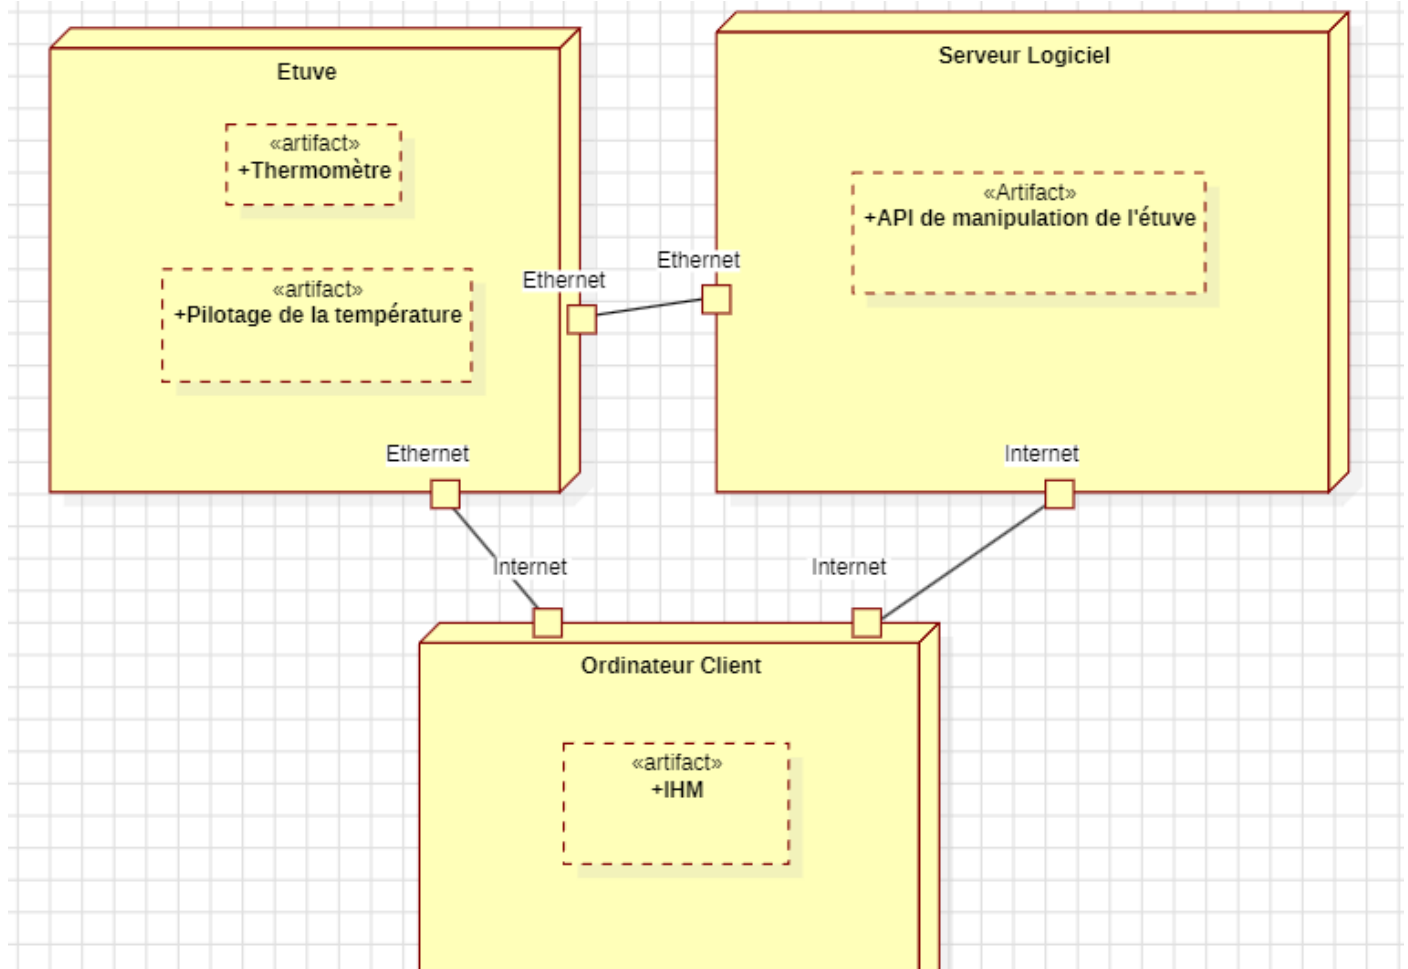 Etuve
«artifact»
+Thermomètre
«artifact»
+Pilotage de la température
Ethernet
Ethernet
Serveur Logiciel
«Artifact»
+API de manipulation de l'étuve
Ethernet
Internet
Internet
Internet
Ordinateur Client
«artifact»
+IHM